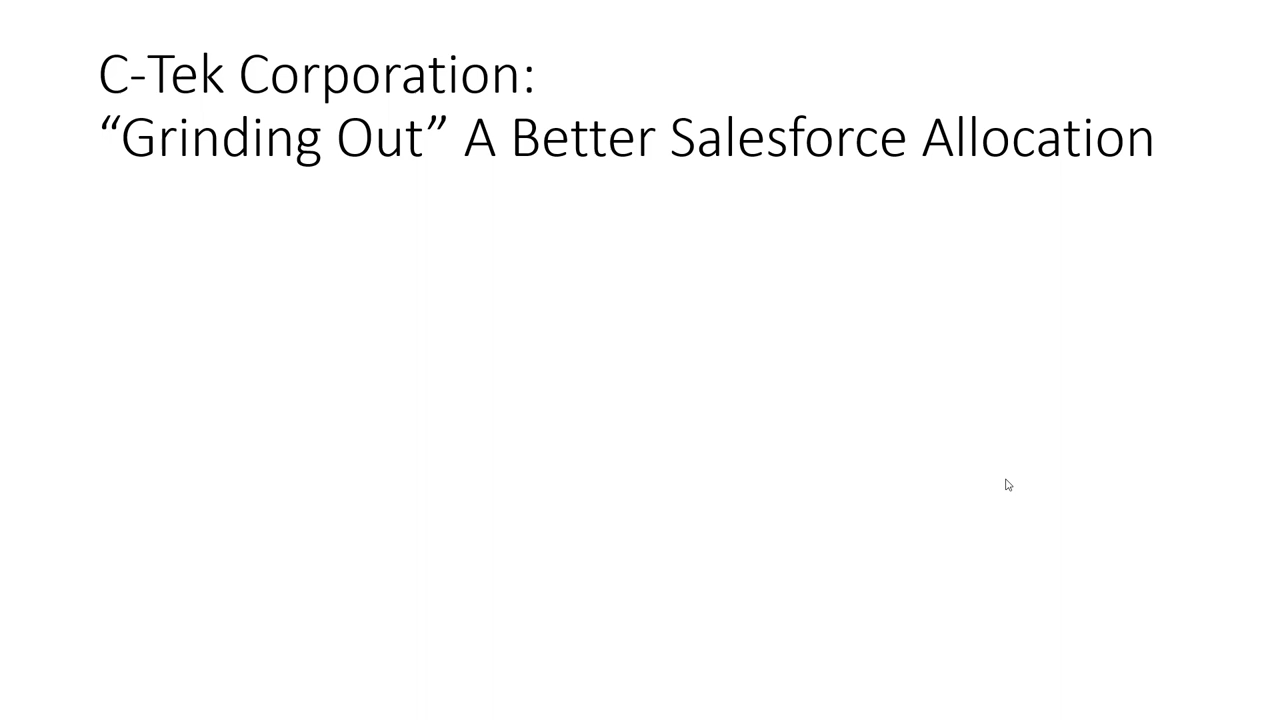 C-Tek Corporation:
“Grinding Out” A Better Salesforce Allocation